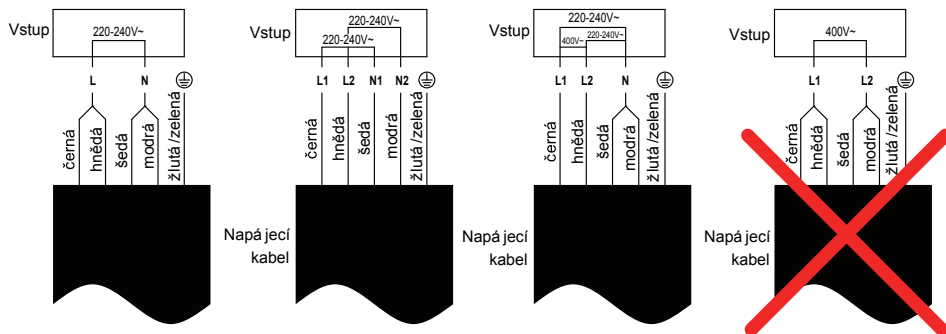 Vstup
220-240V~
L N
černá
hnědá
šedá
modrá
žlutá/zelená
Vstup
220-240V~
220-240V~
L1 L2 N1 N2
černá
hnědá
šedá
modrá
žlutá/zelená
Napá jecí
kabel
Vstup
220-240V~
400V~ 220-240V~
L1 L2 N
černá
hnědá
šedá
modrá
žlutá/zelená
Napá jecí
kabel
Vstup
400V~
L1 L2
černá
hnědá
šedá
modrá
žlutá/zelená
Napá jecí
kabel